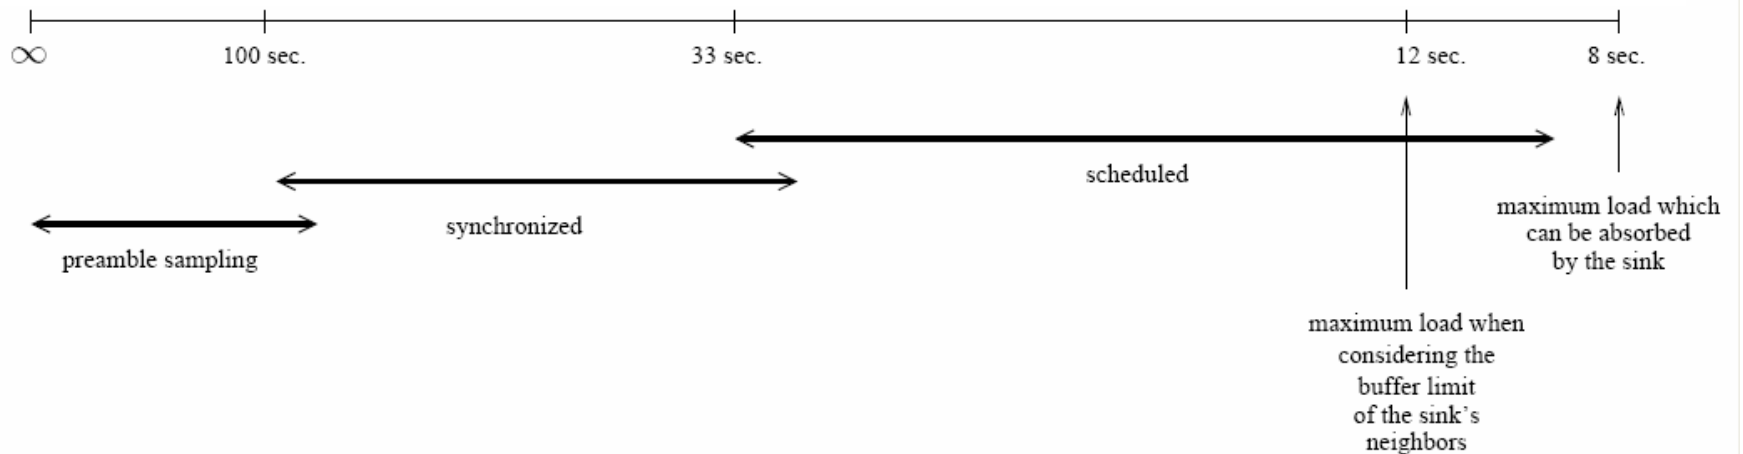 ∞
100 sec.
33 sec.
12 sec.
8 sec.
scheduled
synchronized
preamble sampling
maximum load which
can be absorbed
by the sink
maximum load when
considering the
buffer limit
of the sink's
neighbors